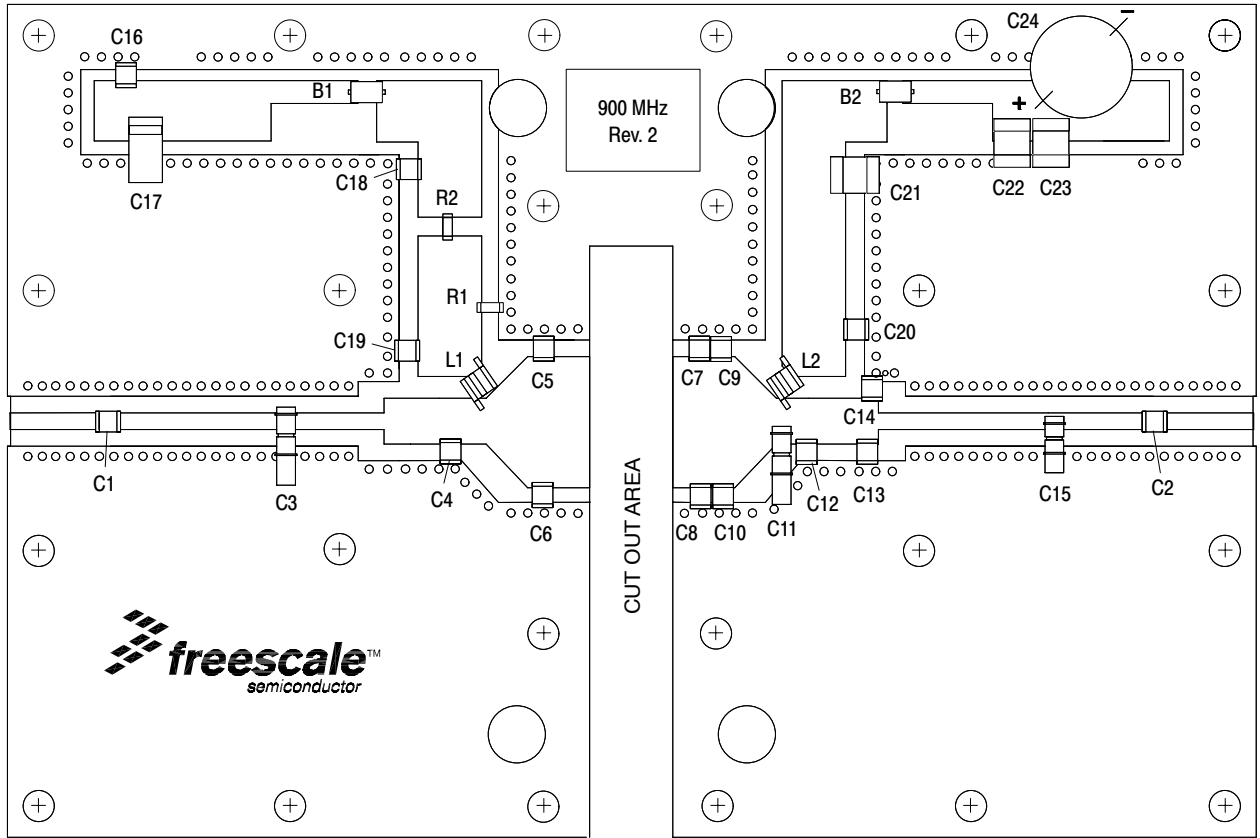 C24
−
C16
B1
900 MHz
Rev. 2
B2
+
C17
C18
R2
C21
C22
C23
R1
C19
L1
C5
C7
C9
L2
C20
C14
C1
C3
C4
C6
C8
C10
C11
C12
C13
C15
C2
CUT OUT AREA
freescale™
semiconductor